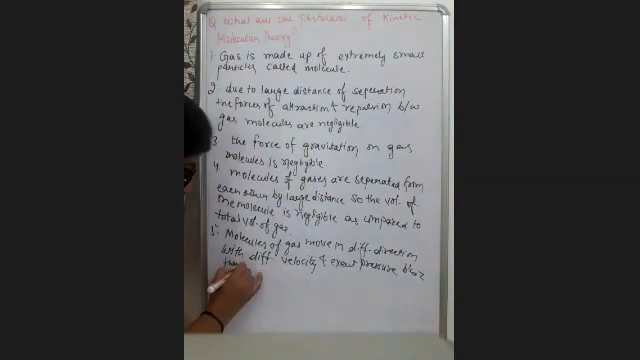 Q What are the Postulates of Kinetic
Molecular Theory?
1. Gas is made up of extremely small
particles called molecule.
2. due to large distance of seperation
the forces of attraction & repulsion b/w
gas molecules are negligible.
3 the force of gravitation on gas
molecules is negligible.
4. molecules of gases are separated from
each other by large distance so the vol. of
the molecule is negligible as compared to
total vol. of gas.
5. Molecules of gas move in diff. direction
with diff. velocity & exert pressure b/coz